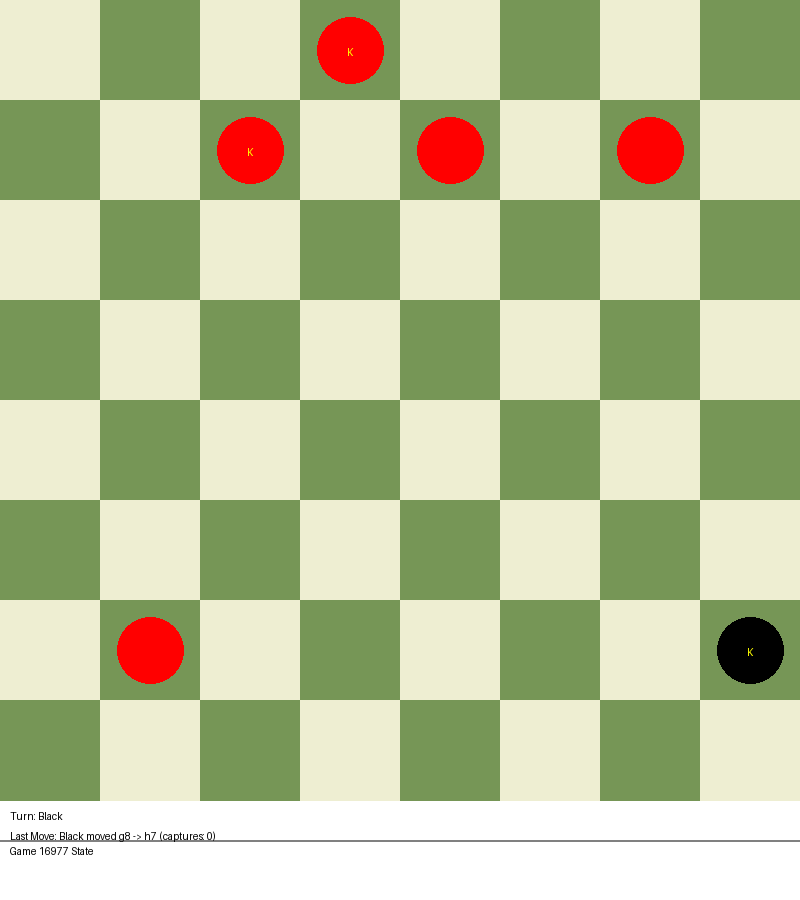 K
K
K
Turn: Black
Last Move: Black moved g8 -> h7 (captures: 0)
Game 16977 State